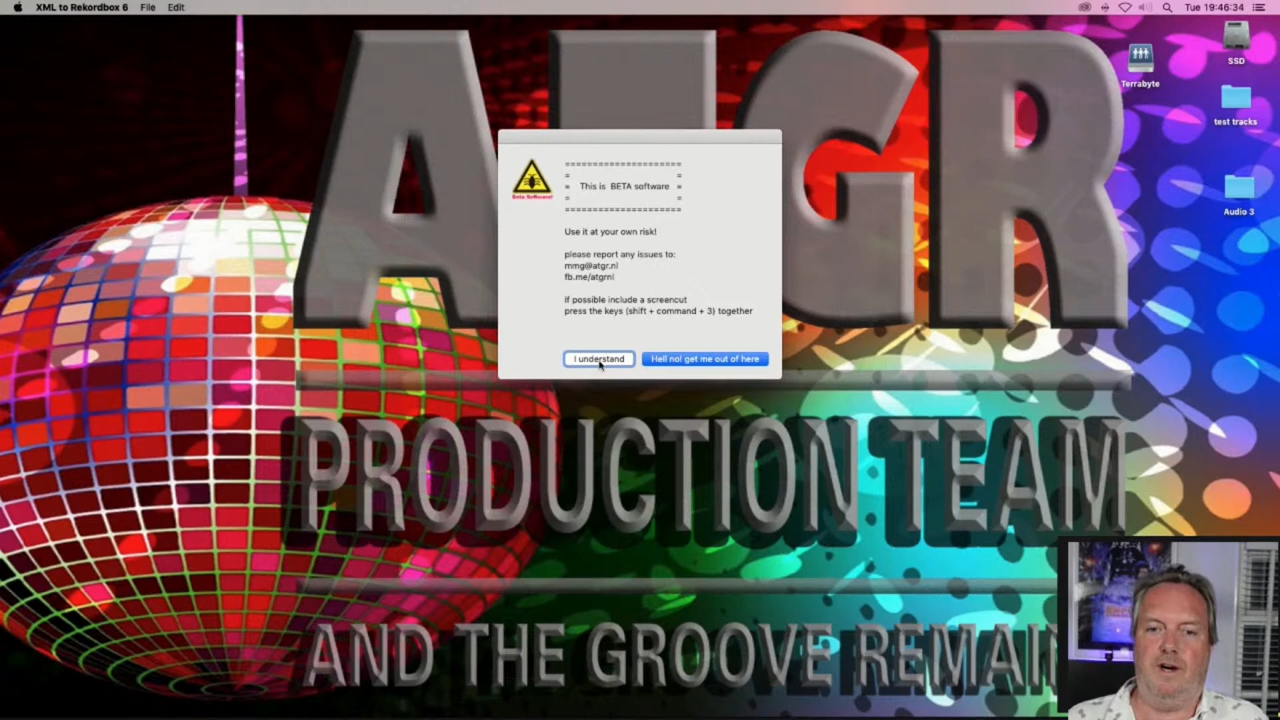 XML to Rekordbox 6 File Edit Tue 19:46:34
ATGR
Terrabyte
SSD
test tracks
Audio 3
Beta Software!
=====================
= =
= This is BETA software =
= =
=====================
Use it at your own risk!
please report any issues to:
mmg@atgr.nl
fb.me/atgrnl
if possible include a screencut
press the keys (shift + command + 3) together
I understand Hell no! get me out of here
PRODUCTION TEAM
AND THE GROOVE REMAIN